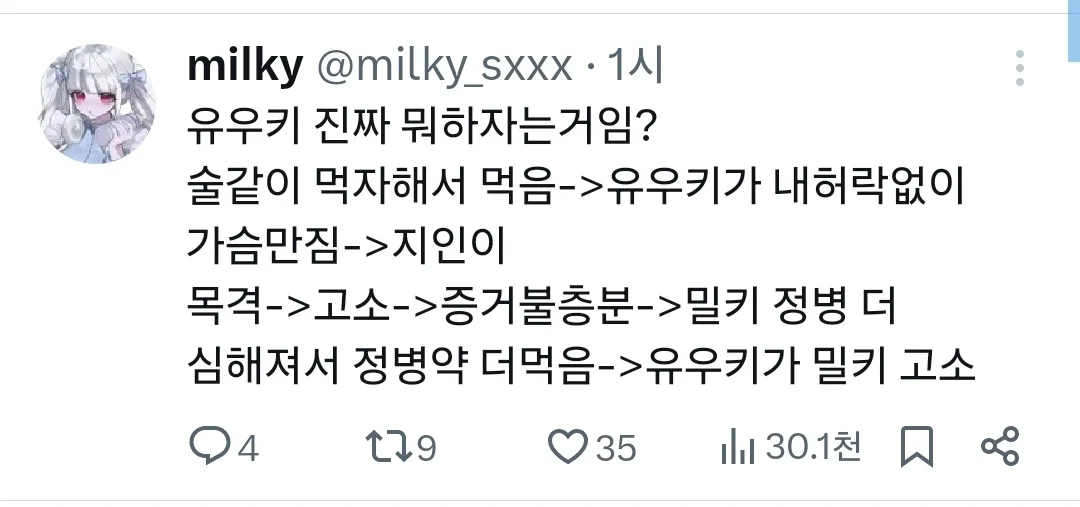 milky @milky_sxxx · 1시
유우키 진짜 뭐하자는거임?
술같이 먹자해서 먹음->유우키가 내허락없이
가슴만짐->지인이
목격->고소->증거불층분->밀키 정병 더
심해져서 정병약 더먹음->유우키가 밀키 고소
4 9 35 30.1천